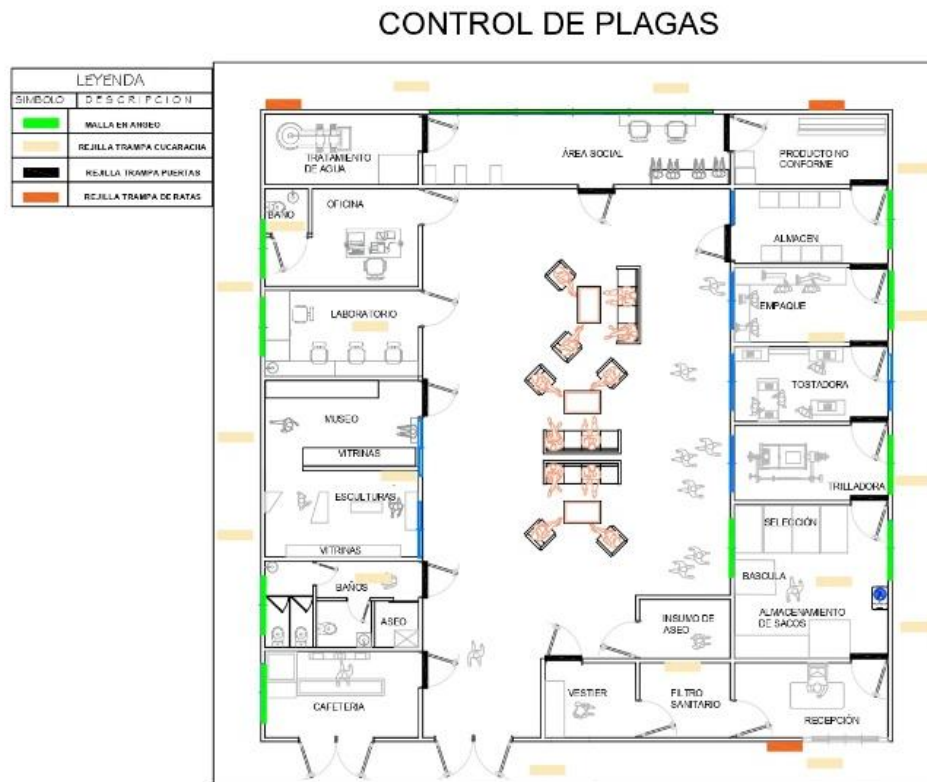 CONTROL DE PLAGAS
LEYENDA
SIMBOLO DESCRIPCION
MALLA EN ANGEO
REJILLA TRAMPA CUCARACHA
REJILLA TRAMPA PUERTAS
REJILLA TRAMPA DE RATAS
TRATAMIENTO
DE AGUA
ÁREA SOCIAL
PRODUCTO NO
CONFORME
BAÑO
OFICINA
ALMACEN
LABORATORIO
EMPAQUE
TOSTADORA
MUSEO
VITRINAS
ESCULTURAS
VITRINAS
TRILLADORA
SELECCIÓN
BASCULA
ALMACENAMIENTO
DE SACOS
BAÑOS
ASEO
INSUMO DE
ASEO
CAFETERIA
VESTIER
FILTRO
SANITARIO
RECEPCIÓN